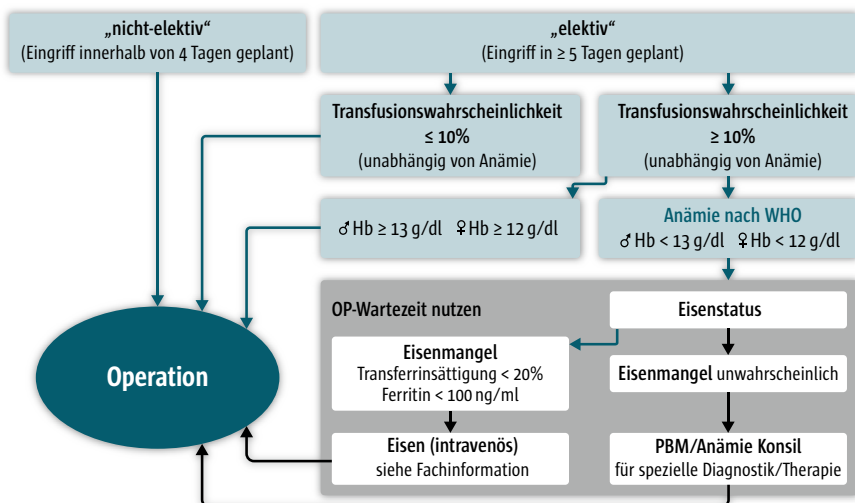 „nicht-elektiv“
(Eingriff innerhalb von 4 Tagen geplant)
„elektiv“
(Eingriff in ≥ 5 Tagen geplant)
Transfusionswahrscheinlichkeit
≤ 10%
(unabhängig von Anämie)
Transfusionswahrscheinlichkeit
≥ 10%
(unabhängig von Anämie)
♂Hb ≥ 13 g/dl ♀Hb ≥ 12 g/dl
Anämie nach WHO
♂Hb < 13 g/dl ♀Hb < 12 g/dl
OP-Wartezeit nutzen
Eisenstatus
Eisenmangel
Transferrinsättigung < 20%
Ferritin < 100 ng/ml
Eisenmangel unwahrscheinlich
Operation
Eisen (intravenös)
siehe Fachinformation
PBM/Anämie Konsil
für spezielle Diagnostik/Therapie